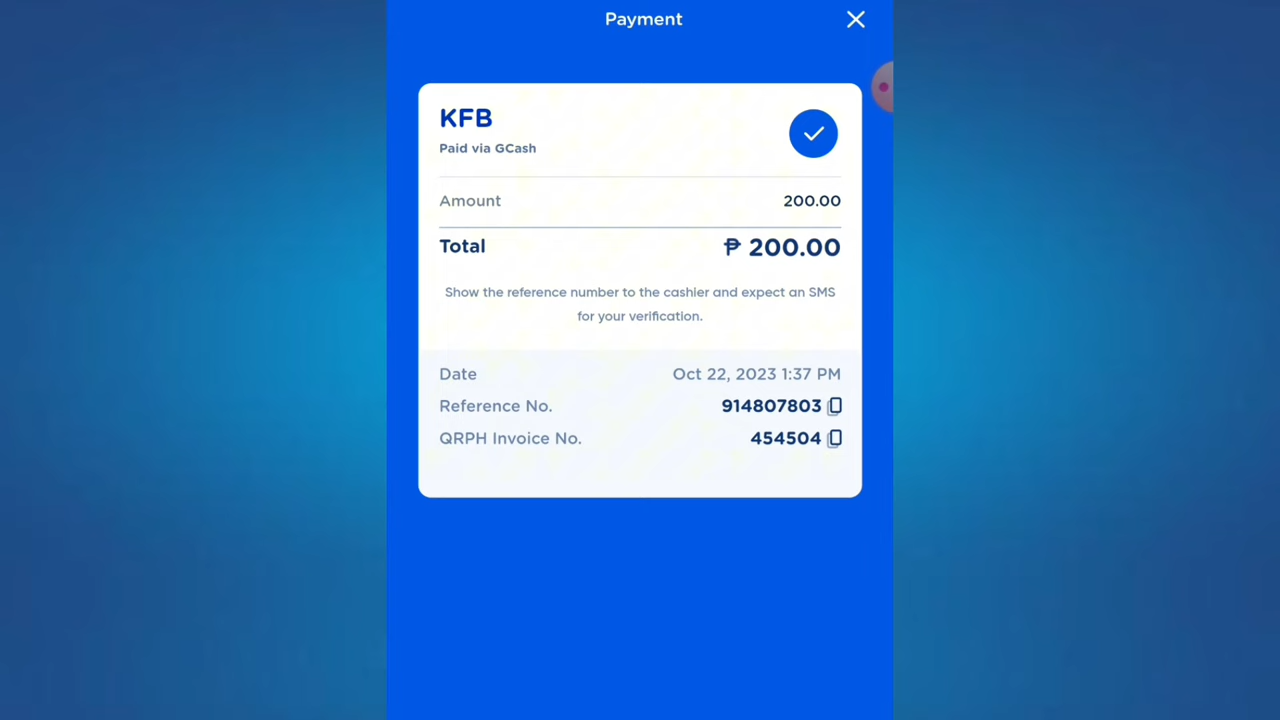 Payment
KFB
Paid via GCash
Amount 200.00
Total ₱ 200.00
Show the reference number to the cashier and expect an SMS
for your verification.
Date Oct 22, 2023 1:37 PM
Reference No. 914807803
QRPH Invoice No. 454504